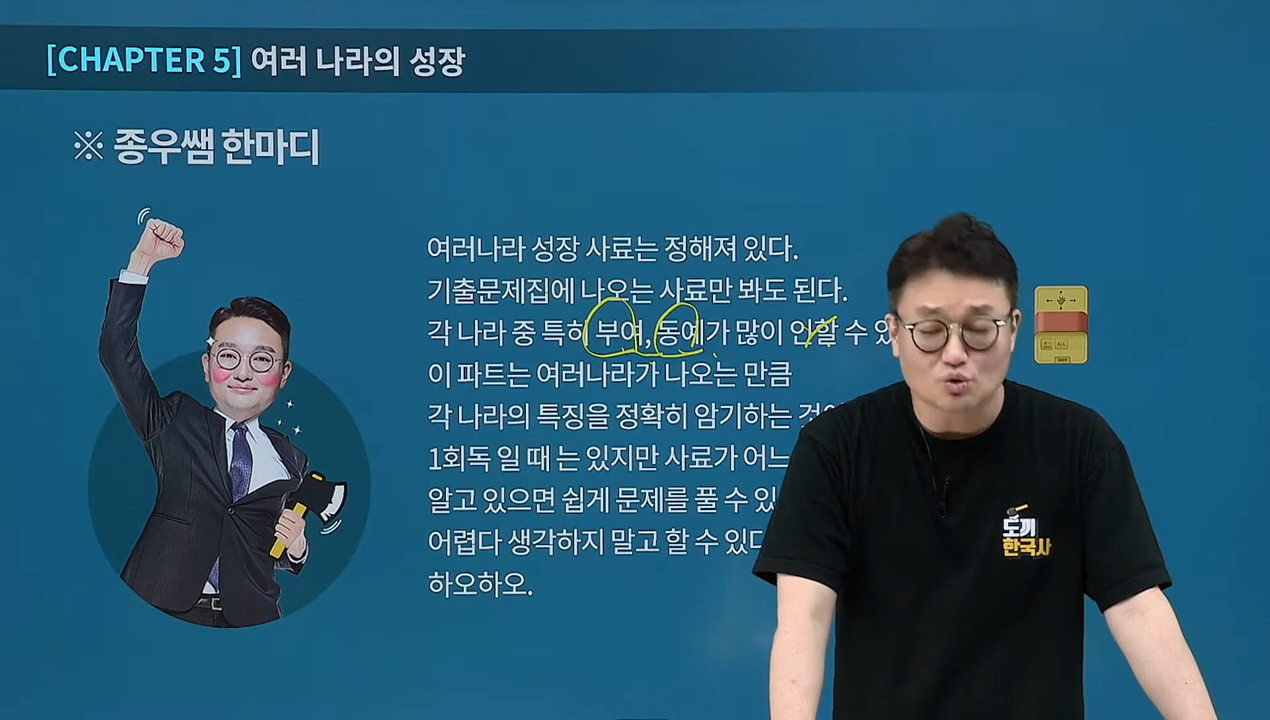 [CHAPTER 5] 여러 나라의 성장
※ 종우쌤 한마디
여러나라 성장 사료는 정해져 있다.
기출문제집에 나오는 사료만 봐도 된다.
각 나라 중 특히 부여, 동예가 많이 안할 수
이 파트는 여러나라가 나오는 만큼
각 나라의 특징을 정확히 암기하는
1회독 일 때 는 있지만 사료가 어느
알고 있으면 쉽게 문제를 풀 수
어렵다 생각하지 말고 할 수 있다
하오하오.
도끼
한국사